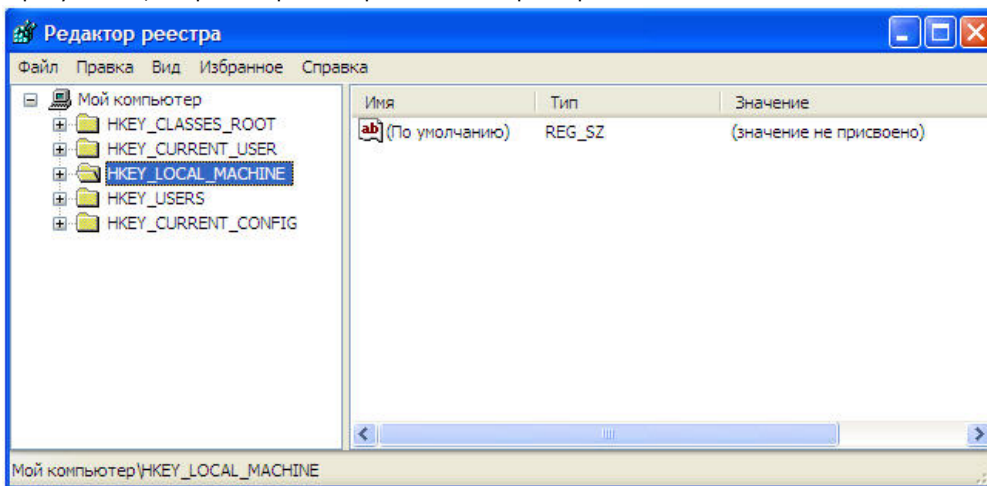 Редактор реестра
Файл Правка Вид Избранное Справка
Мой компьютер
HKEY_CLASSES_ROOT
HKEY_CURRENT_USER
HKEY_LOCAL_MACHINE
HKEY_USERS
HKEY_CURRENT_CONFIG
Имя Тип Значение
ab (По умолчанию) REG_SZ (значение не присвоено)
Мой компьютер\HKEY_LOCAL_MACHINE